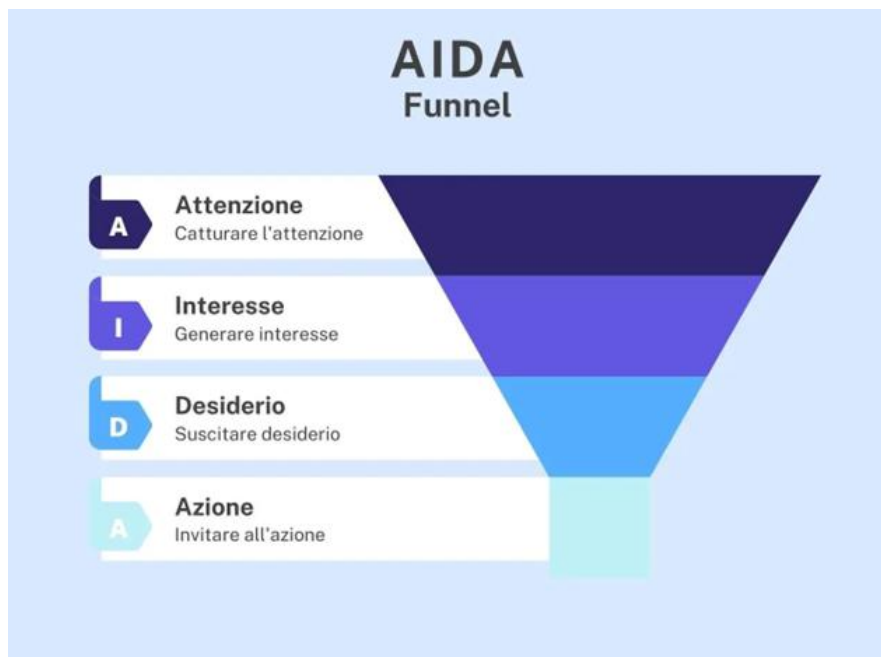 AIDA
Funnel
A
Attenzione
Catturare l'attenzione
I
Interesse
Generare interesse
D
Desiderio
Suscitare desiderio
A
Azione
Invitare all'azione